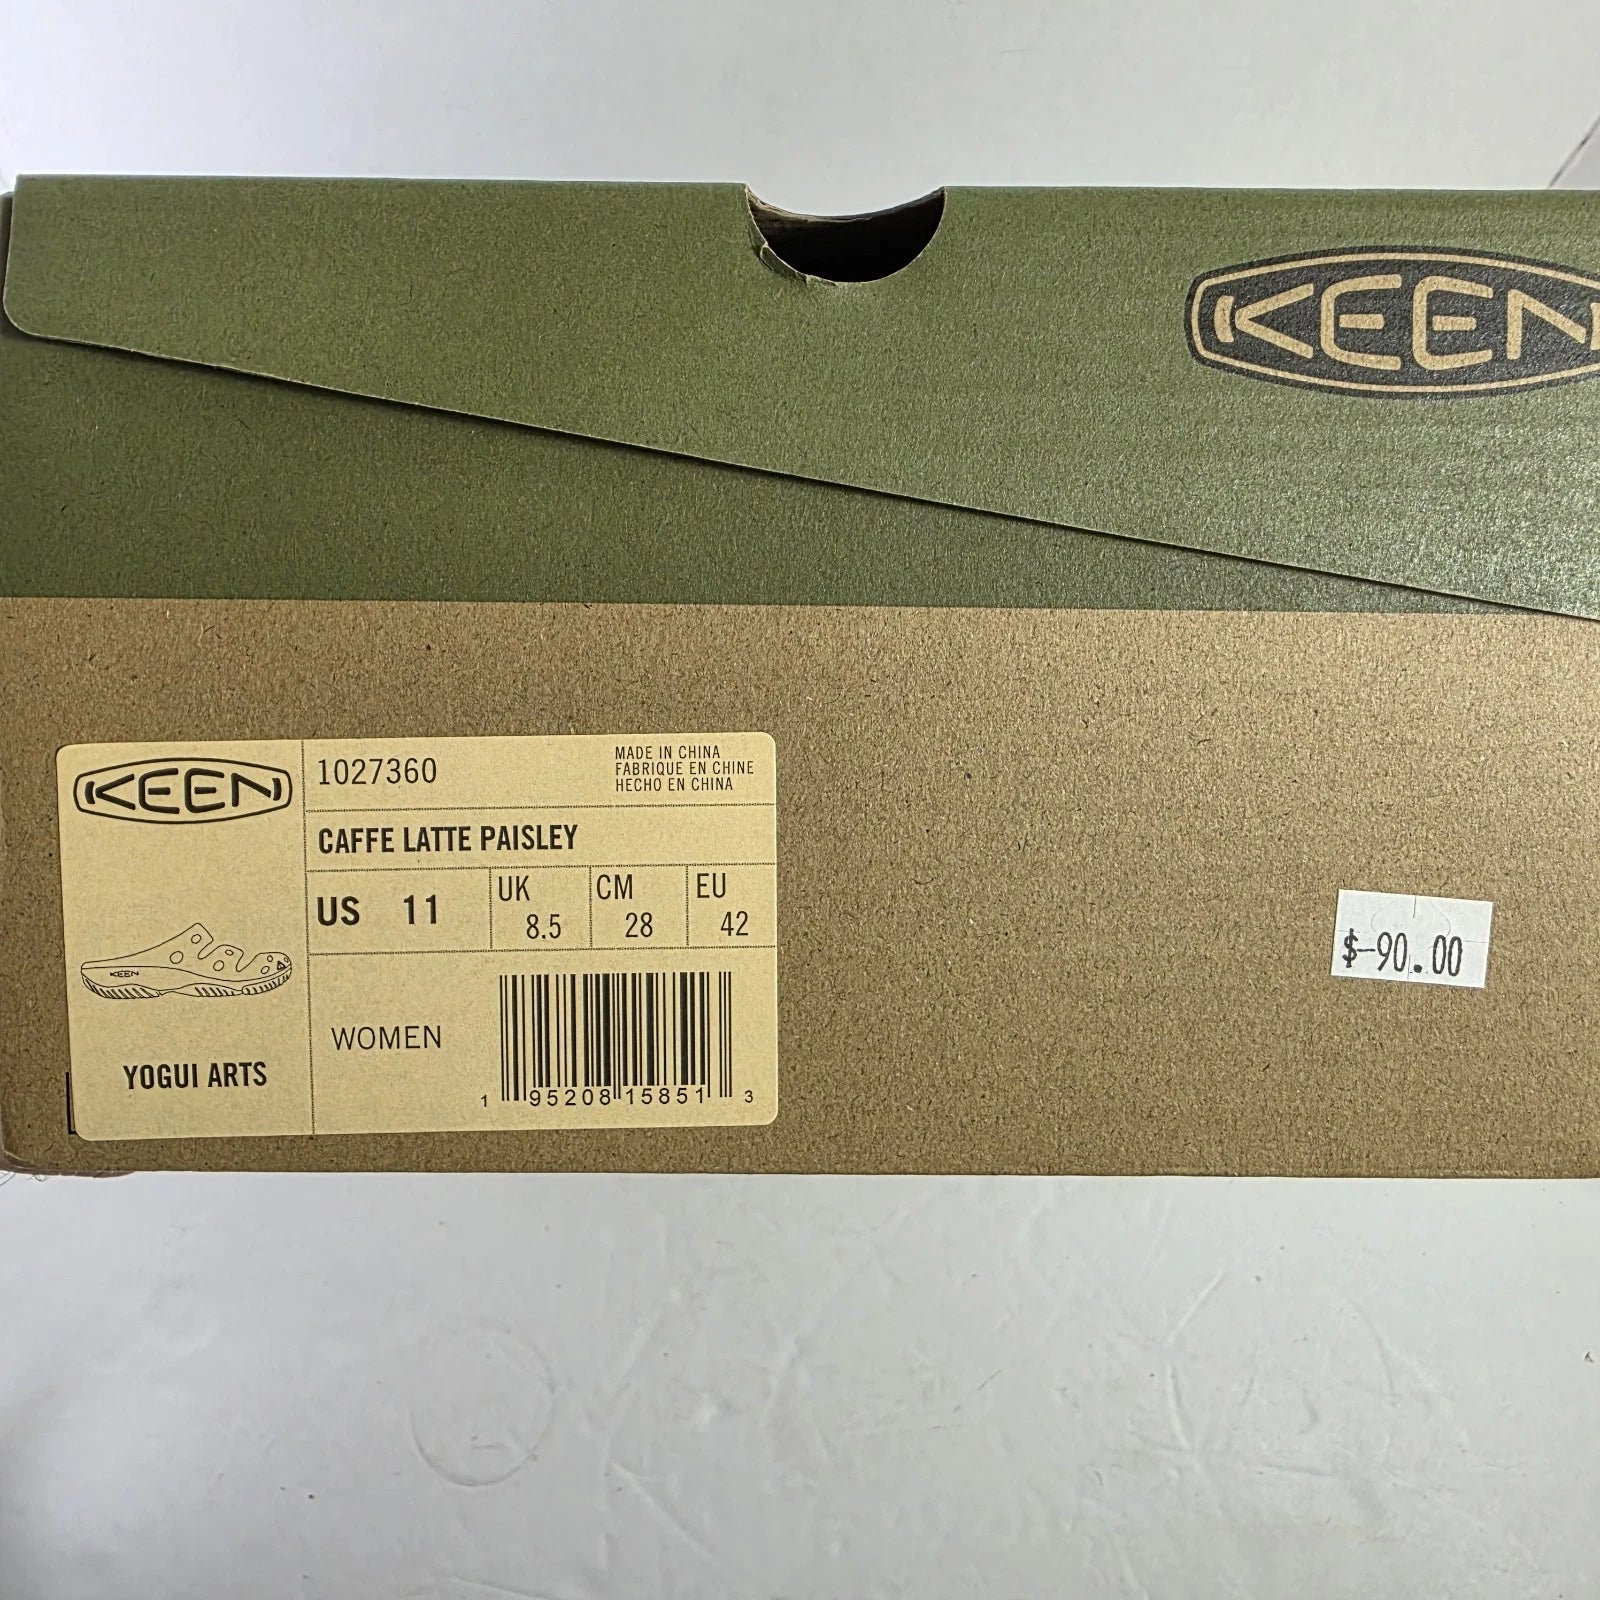 KEEN
KEEN
1027360
MADE IN CHINA
FABRIQUE EN CHINE
HECHO EN CHINA
CAFFE LATTE PAISLEY
US 11
UK 8.5
CM 28
EU 42
KEEN
YOGUI ARTS
WOMEN
1 95208 15851 3
$-90.00